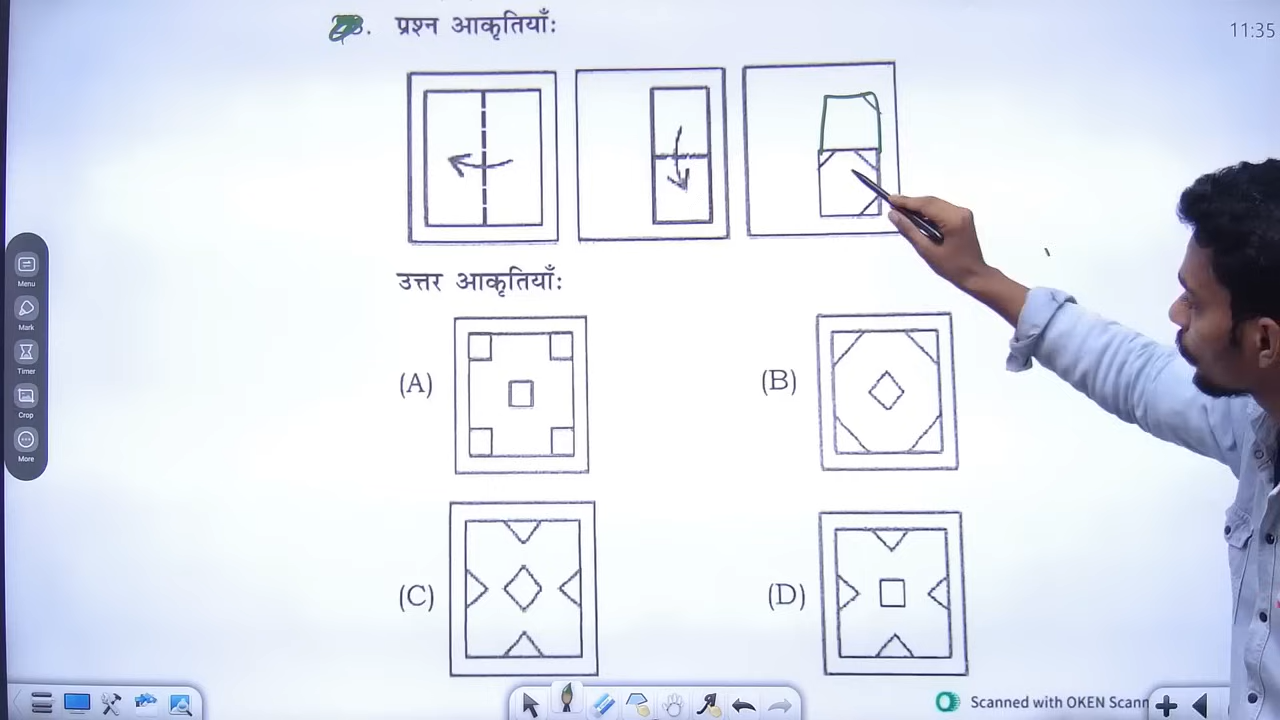 प्रश्न आकृतियाँः
11:35
उत्तर आकृतियाँः
(A)
(B)
(C)
(D)
Menu
Mark
Timer
Crop
More
Scanned with OKEN Scann